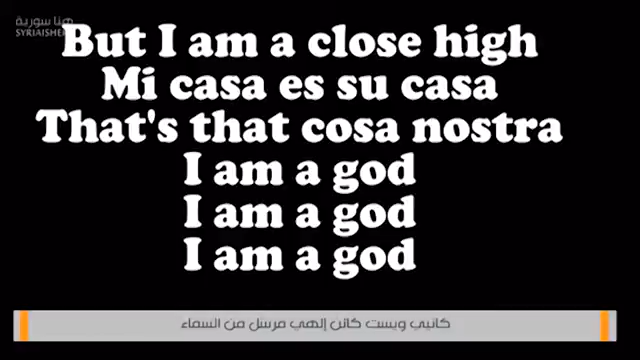 هنا سورية
SYRIAISHE
But I am a close high
Mi casa es su casa
That's that cosa nostra
I am a god
I am a god
I am a god
كانيي ويست كائن إلهي مرسل من السماء